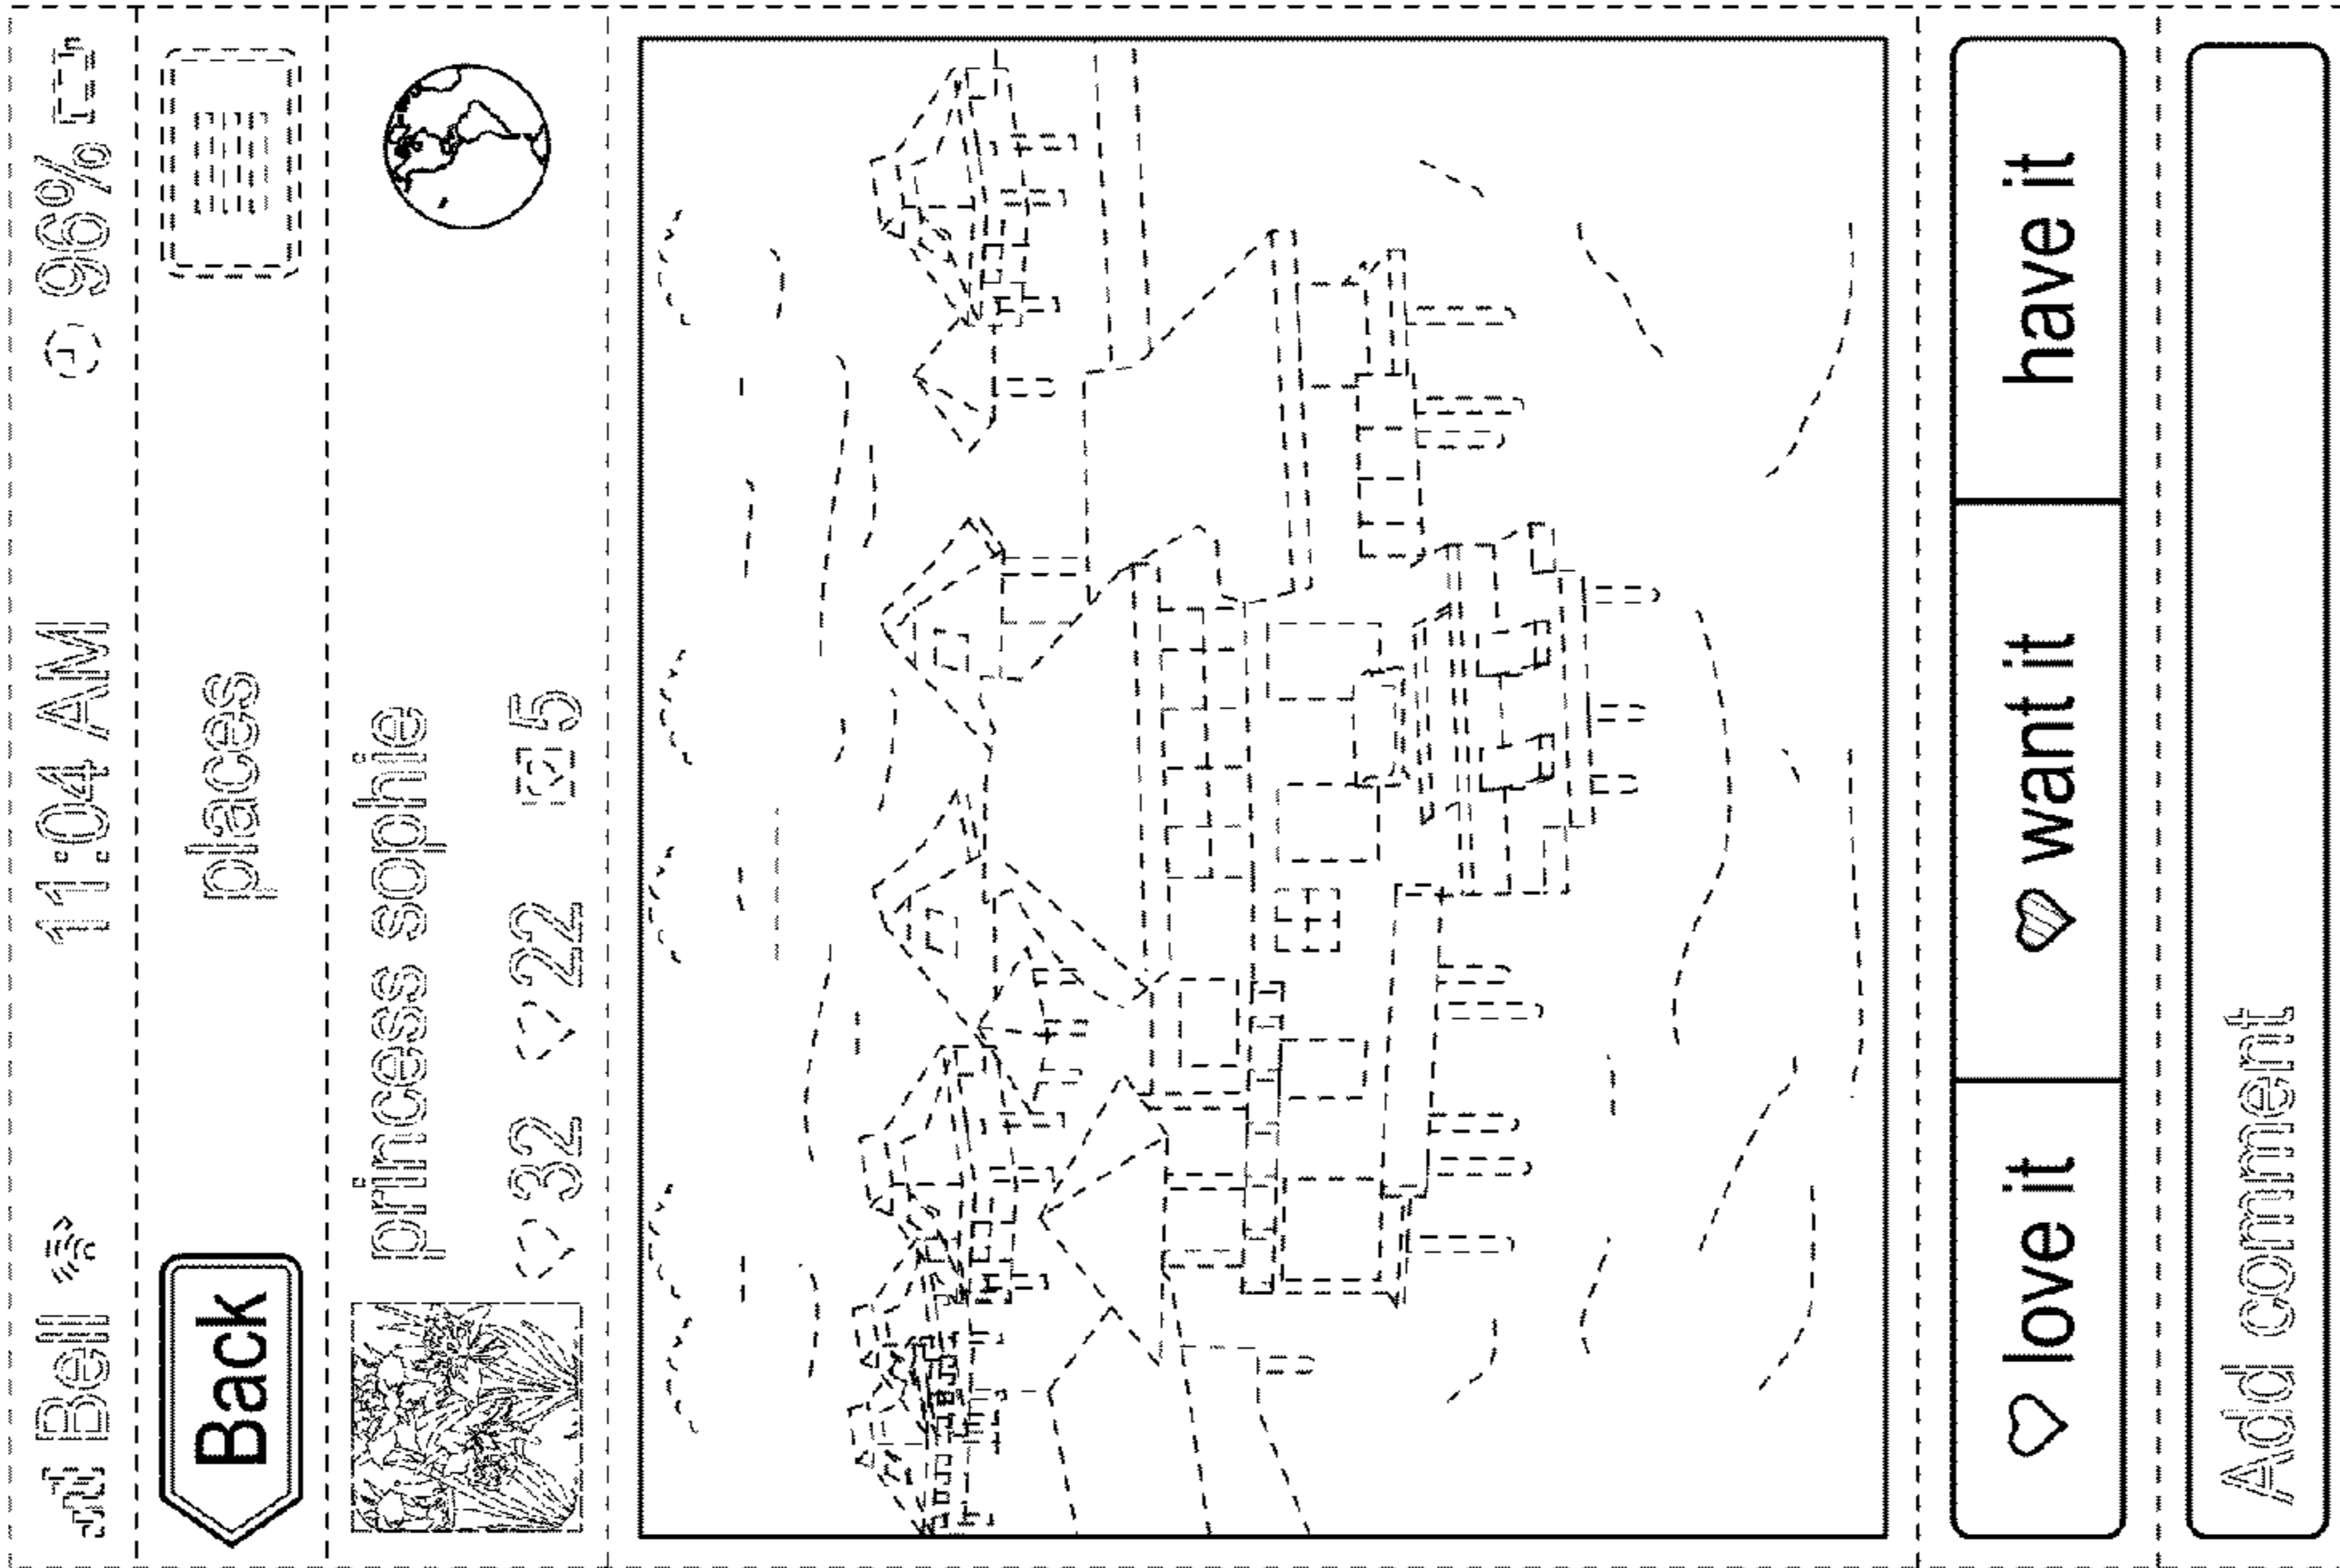 Bell 11:04 AM 96%
Back places
princess sophie
♡32 ♡22 5
♡ love it ♥ want it have it
Add comment